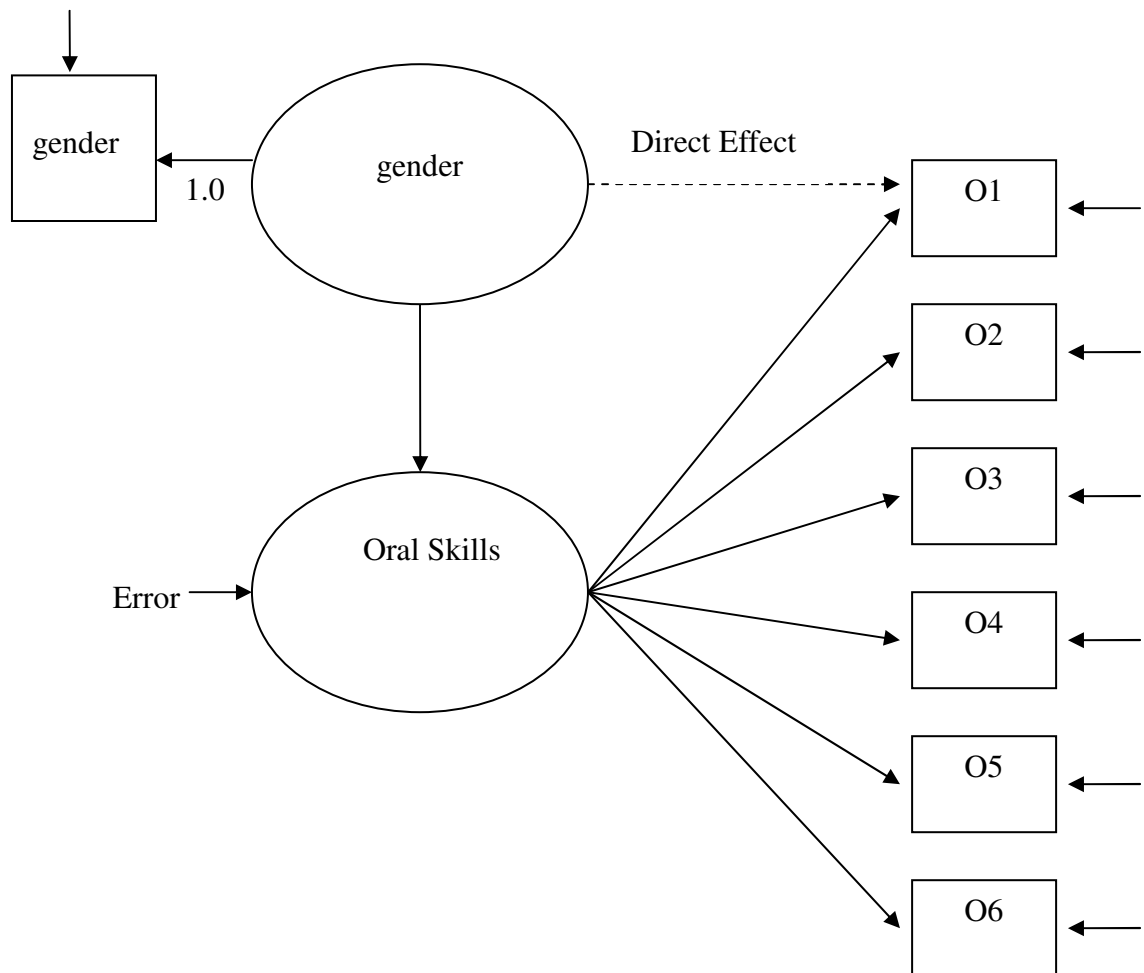 gender
1.0
gender
Direct Effect
O1
O2
O3
Oral Skills
Error
O4
O5
O6